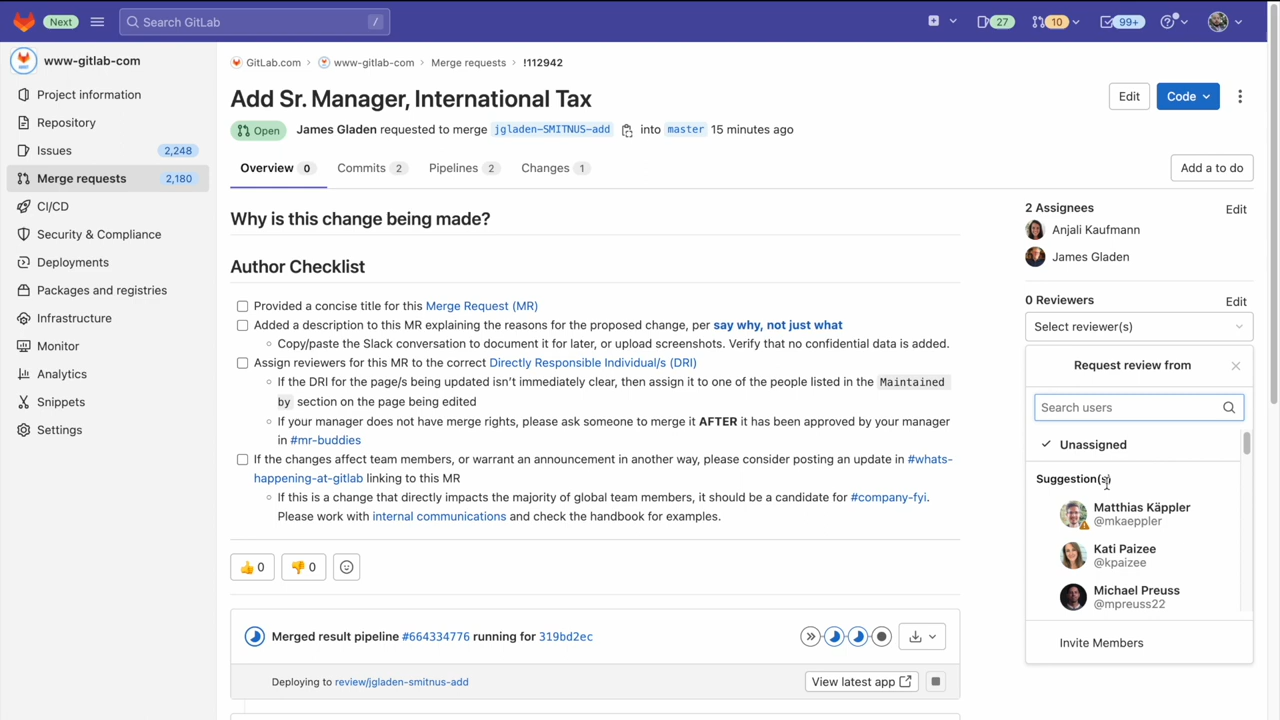 Next
Search GitLab
/
27
10
99+
www-gitlab-com
Project information
Repository
Issues
2,248
Merge requests
2,180
CI/CD
Security & Compliance
Deployments
Packages and registries
Infrastructure
Monitor
Analytics
Snippets
Settings
GitLab.com
www-gitlab-com
Merge requests
!112942
Add Sr. Manager, International Tax
Edit
Code
Open
James Gladen requested to merge jgladen-SMITNUS-add into master 15 minutes ago
Overview 0
Commits 2
Pipelines 2
Changes 1
Add a to do
Why is this change being made?
Author Checklist
Provided a concise title for this Merge Request (MR)
Added a description to this MR explaining the reasons for the proposed change, per say why, not just what
Copy/paste the Slack conversation to document it for later, or upload screenshots. Verify that no confidential data is added.
Assign reviewers for this MR to the correct Directly Responsible Individual/s (DRI)
If the DRI for the page/s being updated isn't immediately clear, then assign it to one of the people listed in the Maintained
by section on the page being edited
If your manager does not have merge rights, please ask someone to merge it AFTER it has been approved by your manager
in #mr-buddies
If the changes affect team members, or warrant an announcement in another way, please consider posting an update in #whats-
happening-at-gitlab linking to this MR
If this is a change that directly impacts the majority of global team members, it should be a candidate for #company-fyi.
Please work with internal communications and check the handbook for examples.
👍 0
👎 0
Merged result pipeline #664334776 running for 319bd2ec
Deploying to review/jgladen-smitnus-add
View latest app
2 Assignees
Edit
Anjali Kaufmann
James Gladen
0 Reviewers
Edit
Select reviewer(s)
Request review from
Search users
Unassigned
Suggestion(s)
Matthias Käppler
@mkaeppler
Kati Paizee
@kpaizee
Michael Preuss
@mpreuss22
Invite Members